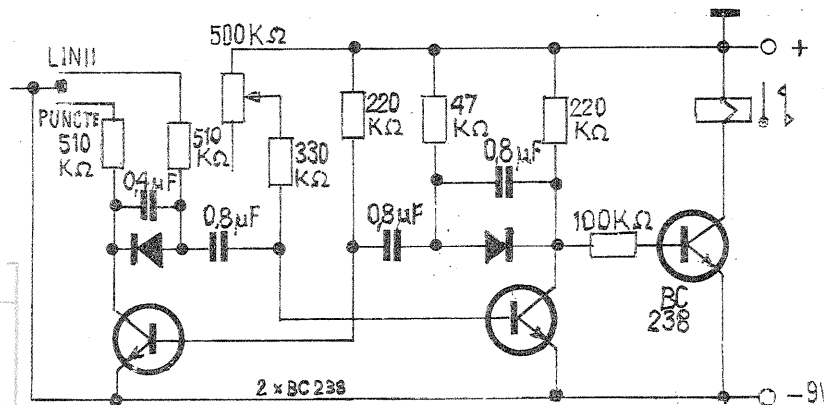 LINII
PUNCTE
510
KΩ
510
KΩ
0,4µF
0,8µF
500KΩ
330
KΩ
220
KΩ
0,8µF
47
KΩ
0,8µF
220
KΩ
100KΩ
BC
238
2 x BC 238
+
-9V